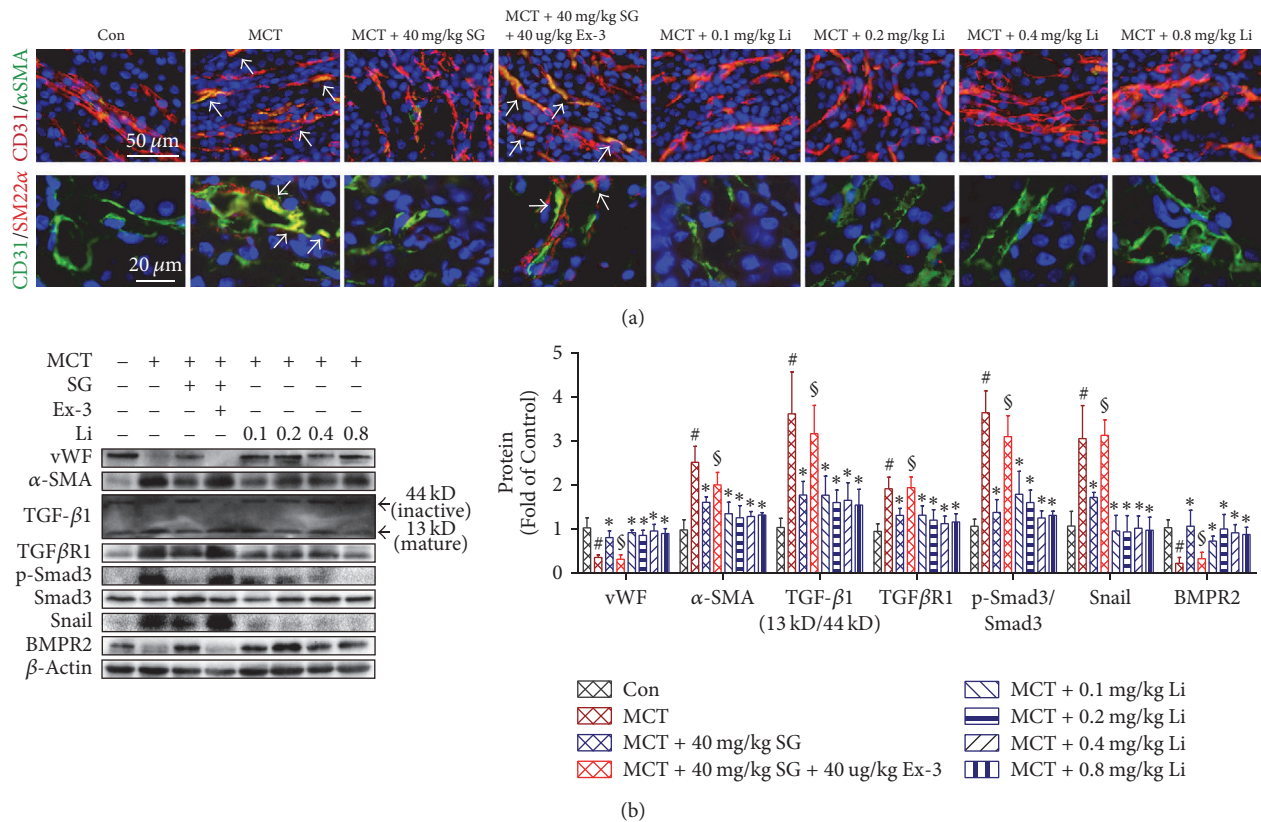 Con
MCT
MCT + 40 mg/kg SG
MCT + 40 mg/kg SG
+ 40 ug/kg Ex-3
MCT + 0.1 mg/kg Li
MCT + 0.2 mg/kg Li
MCT + 0.4 mg/kg Li
MCT + 0.8 mg/kg Li
CD31/αSMA
50 μm
CD31/SM22α
20 μm
(a)
MCT – + + + + + + +
SG – – + + – – – –
Ex-3 – – – + – – – –
Li – – – – 0.1 0.2 0.4 0.8
vWF
α-SMA
TGF-β1
44 kD
(inactive)
13 kD
(mature)
TGFβR1
p-Smad3
Smad3
Snail
BMPR2
β-Actin
Protein
(Fold of Control)
5
4
3
2
1
0
# * § * * * *
# * § * * * *
# * § * * * *
# * § * * * *
# * § * * * *
# * § * * * *
# * § * * * *
vWF
α-SMA
TGF-β1
(13 kD/44 kD)
TGFβR1
p-Smad3/
Smad3
Snail
BMPR2
Con
MCT
MCT + 40 mg/kg SG
MCT + 40 mg/kg SG + 40 ug/kg Ex-3
MCT + 0.1 mg/kg Li
MCT + 0.2 mg/kg Li
MCT + 0.4 mg/kg Li
MCT + 0.8 mg/kg Li
(b)